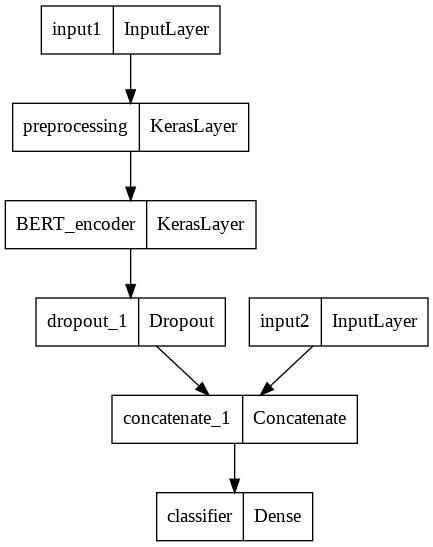 input1 InputLayer
preprocessing KerasLayer
BERT_encoder KerasLayer
dropout_1 Dropout
input2 InputLayer
concatenate_1 Concatenate
classifier Dense